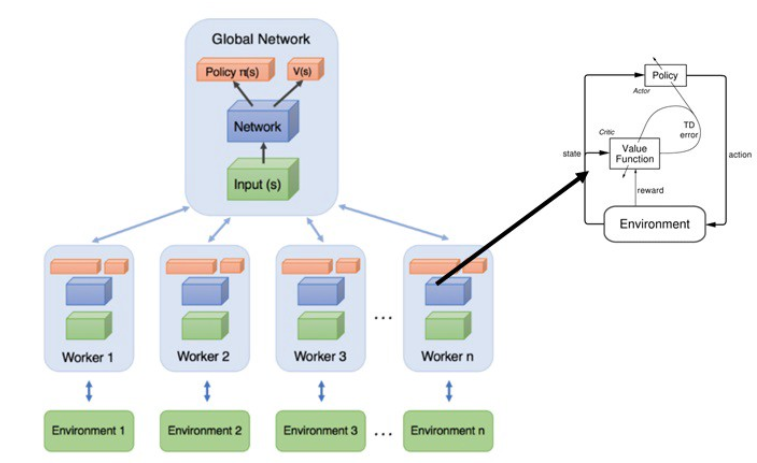 Global Network
Policy π(s)
V(s)
Network
Input (s)
Worker 1
Worker 2
Worker 3
...
Worker n
Environment 1
Environment 2
Environment 3
...
Environment n
Policy
Actor
Critic
TD
error
state
Value
Function
action
reward
Environment